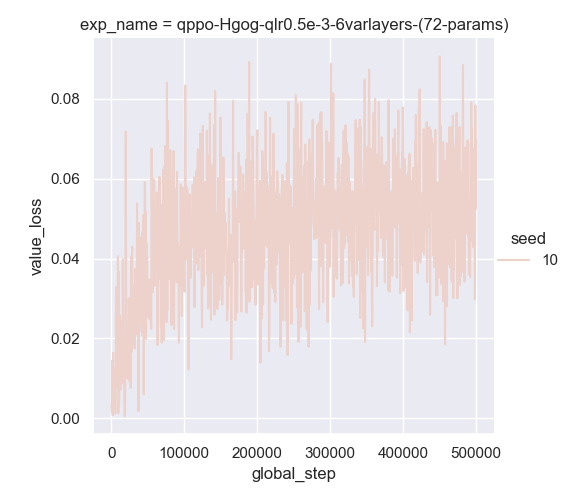 exp_name = qppo-Hgog-qlr0.5e-3-6varlayers-(72-params)
0.08
0.06
0.04
0.02
0.00
value_loss
0 100000 200000 300000 400000 500000
global_step
seed
10